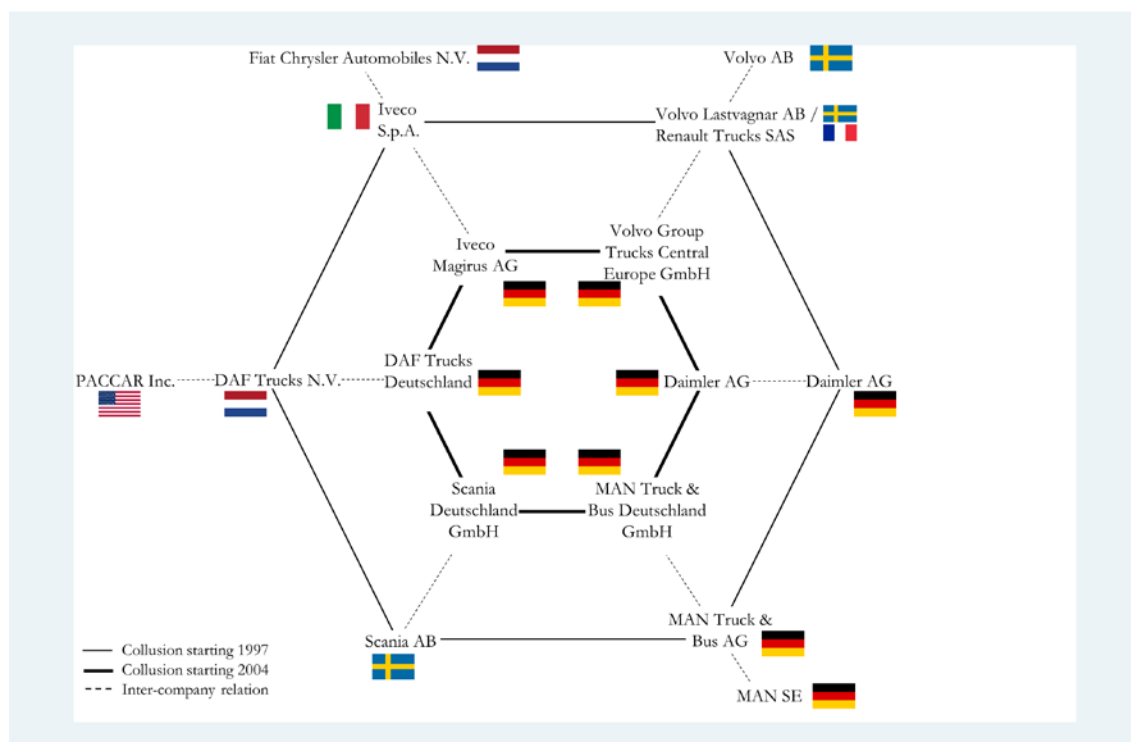 Fiat Chrysler Automobiles N.V.
Volvo AB
Iveco
S.p.A.
Volvo Lastvagnar AB /
Renault Trucks SAS
Iveco
Magirus AG
Volvo Group
Trucks Central
Europe GmbH
PACCAR Inc.
DAF Trucks N.V.
DAF Trucks
Deutschland
Daimler AG
Daimler AG
Scania
Deutschland
GmbH
MAN Truck &
Bus Deutschland
GmbH
Scania AB
MAN Truck &
Bus AG
MAN SE
Collusion starting 1997
Collusion starting 2004
Inter-company relation